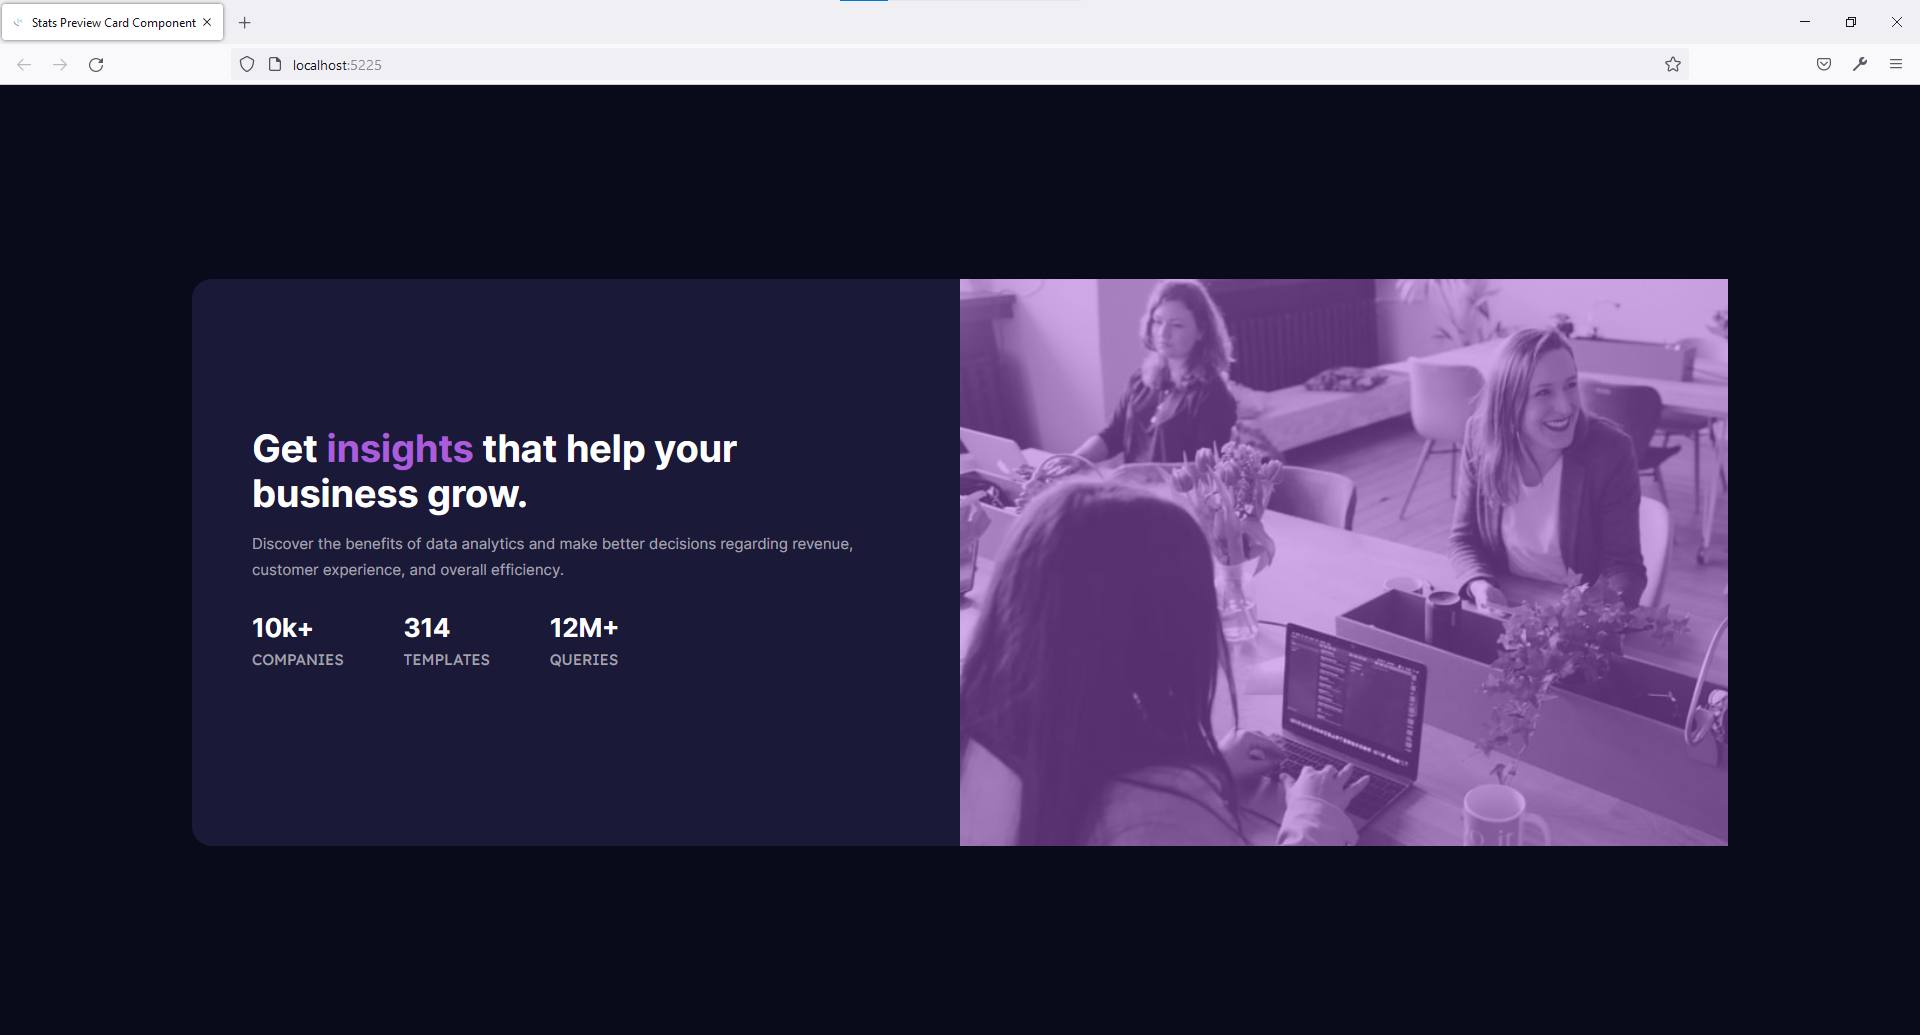 Stats Preview Card Component
localhost:5225
Get insights that help your
business grow.
Discover the benefits of data analytics and make better decisions regarding revenue,
customer experience, and overall efficiency.
10k+
314
12M+
COMPANIES
TEMPLATES
QUERIES